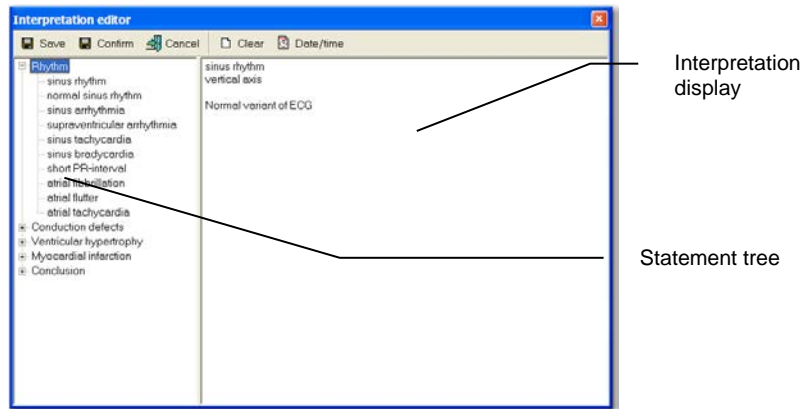 Interpretation editor
Save Confirm Cancel Clear Date/time
Rhythm
sinus rhythm
normal sinus rhythm
sinus arrhythmia
supraventricular arrhythmia
sinus tachycardia
sinus bradycardia
short PR-interval
atrial fibbrillation
atrial flutter
atrial tachycardia
Conduction defects
Ventricular hypertrophy
Myocardial infarction
Conclusion
sinus rhythm
vertical axis
Normal variant of ECG
Interpretation
display
Statement tree